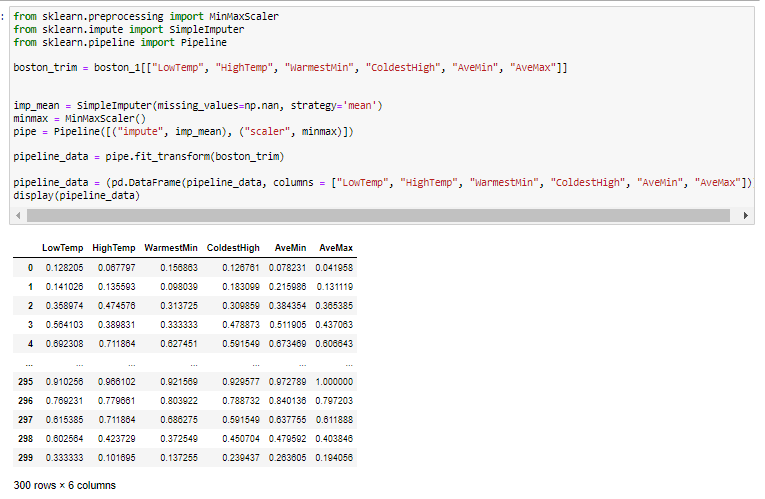 from sklearn.preprocessing import MinMaxScaler
from sklearn.impute import SimpleImputer
from sklearn.pipeline import Pipeline
boston_trim = boston_1[["LowTemp", "HighTemp", "WarmestMin", "ColdestHigh", "AveMin", "AveMax"]]
imp_mean = SimpleImputer(missing_values=np.nan, strategy='mean')
minmax = MinMaxScaler()
pipe = Pipeline([("impute", imp_mean), ("scaler", minmax)])
pipeline_data = pipe.fit_transform(boston_trim)
pipeline_data = (pd.DataFrame(pipeline_data, columns = ["LowTemp", "HighTemp", "WarmestMin", "ColdestHigh", "AveMin", "AveMax"])
display(pipeline_data)
LowTemp HighTemp WarmestMin ColdestHigh AveMin AveMax
0 0.128205 0.067797 0.156863 0.126761 0.078231 0.041958
1 0.141026 0.135593 0.098039 0.183099 0.215986 0.131119
2 0.358974 0.474576 0.313725 0.309859 0.384354 0.365385
3 0.564103 0.389831 0.333333 0.478873 0.511905 0.437063
4 0.692308 0.711864 0.627451 0.591549 0.673469 0.606643
... ... ... ... ... ... ...
295 0.910256 0.966102 0.921569 0.929577 0.972789 1.000000
296 0.769231 0.779661 0.803922 0.788732 0.840136 0.797203
297 0.615385 0.711864 0.686275 0.591549 0.637755 0.611888
298 0.602564 0.423729 0.372549 0.450704 0.479592 0.403846
299 0.333333 0.101695 0.137255 0.239437 0.263605 0.194056
300 rows × 6 columns